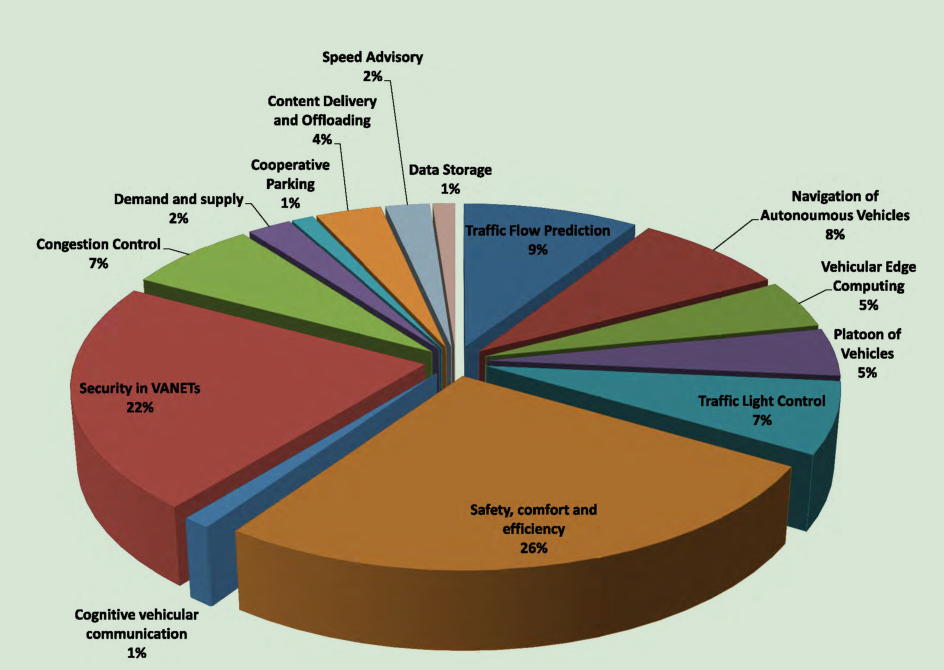 Speed Advisory
2%
Content Delivery
and Offloading
4%
Cooperative
Parking
1%
Data Storage
1%
Demand and supply
2%
Congestion Control
7%
Traffic Flow Prediction
9%
Navigation of
Autonoumous Vehicles
8%
Vehicular Edge
Computing
5%
Platoon of
Vehicles
5%
Traffic Light Control
7%
Security in VANETs
22%
Safety, comfort and
efficiency
26%
Cognitive vehicular
communication
1%